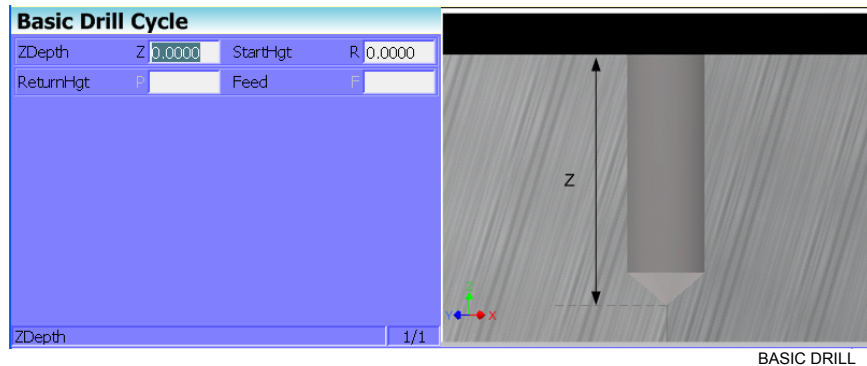 Basic Drill Cycle
ZDepth Z 0.0000 StartHgt R 0.0000
ReturnHgt P Feed F
Z
Z
Y X
ZDepth 1/1
BASIC DRILL